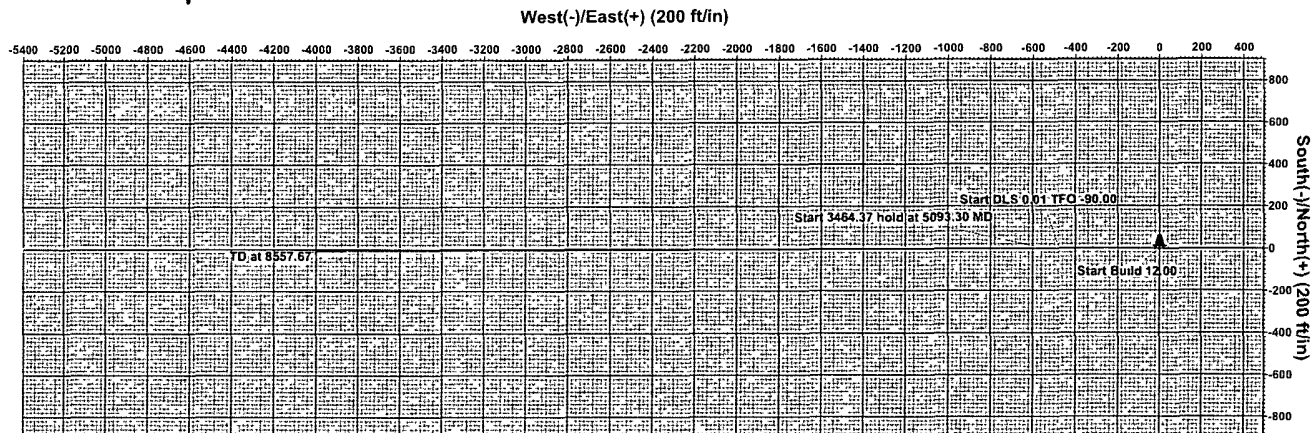 West(-)/East(+) (200 ft/in)
-5400 -5200 -5000 -4800 -4600 -4400 -4200 -4000 -3800 -3600 -3400 -3200 -3000 -2800 -2600 -2400 -2200 -2000 -1800 -1600 -1400 -1200 -1000 -800 -600 -400 -200 0 200 400
800
600
400
Start DLS 0.01 TFO -90.00
200
Start 3464.37 hold at 5093.30 MD
0
TD at 8557.67
Start Build 12.00
-200
-400
-600
-800
South(-)/North(+) (200 ft/in)